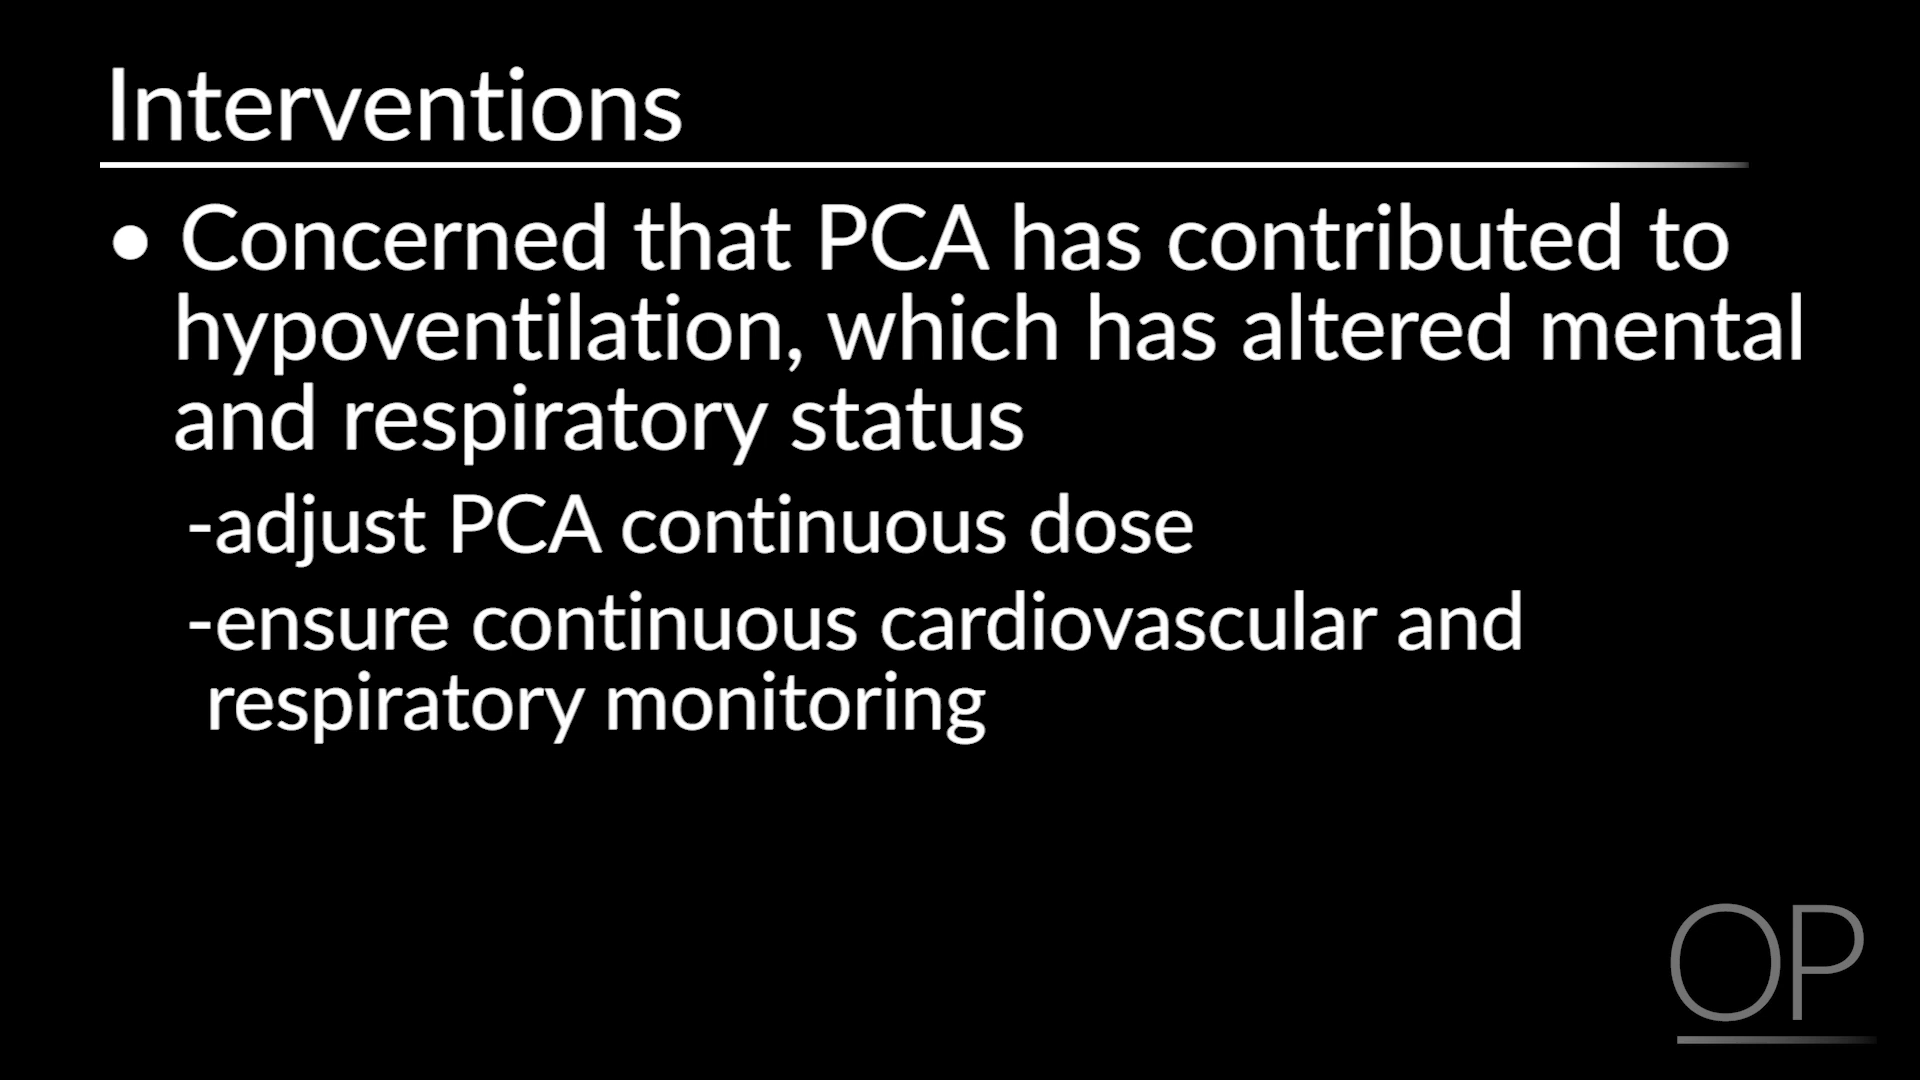 Interventions
• Concerned that PCA has contributed to
hypoventilation, which has altered mental
and respiratory status
-adjust PCA continuous dose
-ensure continuous cardiovascular and
respiratory monitoring
OP